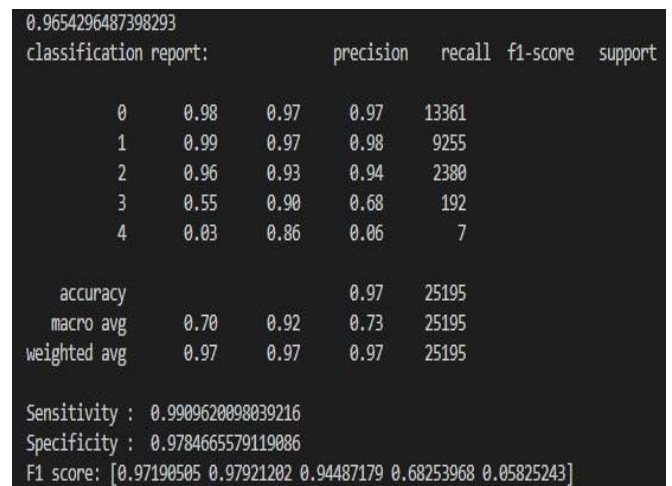 0.9654296487398293
classification report: precision recall f1-score support
0 0.98 0.97 0.97 13361
1 0.99 0.97 0.98 9255
2 0.96 0.93 0.94 2380
3 0.55 0.90 0.68 192
4 0.03 0.86 0.06 7
accuracy 0.97 25195
macro avg 0.70 0.92 0.73 25195
weighted avg 0.97 0.97 0.97 25195
Sensitivity : 0.9909620098039216
Specificity : 0.9784665579119086
F1 score: [0.97190505 0.97921202 0.94487179 0.68253968 0.05825243]